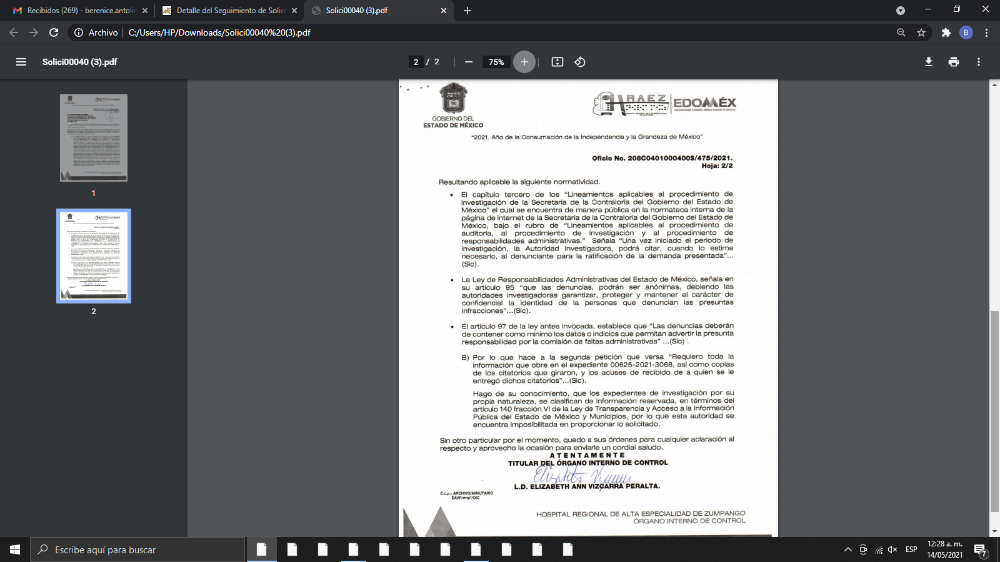 Recibidos (269) - berenice.antolin
Detalle del Seguimiento de Solici
Solici00040 (3).pdf
Archivo
C:/Users/HP/Downloads/Solici00040%20(3).pdf
B
Solici00040 (3).pdf
2 / 2
75%
1
2
GOBIERNO DEL
ESTADO DE MÉXICO
HRAEZ
HOSPITAL REGIONAL DE ALTA ESPECIALIDAD
DE ZUMPANGO
EDOMÉX
DECISIONES FIRMES, RESULTADOS FUERTES.
“2021. Año de la Consumación de la Independencia y la Grandeza de México”
Oficio No. 208C0401000400S/475/2021.
Hoja: 2/2
Resultando aplicable la siguiente normatividad.
• El capítulo tercero de los “Lineamientos aplicables al procedimiento de
investigación de la Secretaría de la Contraloría del Gobierno del Estado de
México” el cual se encuentra de manera pública en la normateca interna de la
página de internet de la Secretaría de la Contraloría del Gobierno del Estado de
México, bajo el rubro de “Lineamientos aplicables al procedimiento de
auditoría, al procedimiento de investigación y al procedimiento de
responsabilidades administrativas.” Señala “Una vez iniciado el periodo de
investigación, la Autoridad Investigadora, podrá citar, cuando lo estime
necesario, al denunciante para la ratificación de la demanda presentada”...
(Sic).
• La Ley de Responsabilidades Administrativas del Estado de México, señala en
su artículo 95 “que las denuncias, podrán ser anónimas, debiendo las
autoridades investigadoras garantizar, proteger y mantener el carácter de
confidencial la identidad de la personas que denuncian las presuntas
infracciones”...(Sic).
• El artículo 97 de la ley antes invocada, establece que “Las denuncias deberán
de contener como mínimo los datos o indicios que permitan advertir la presunta
responsabilidad por la comisión de faltas administrativas” ...(Sic) .
B) Por lo que hace a la segunda petición que versa “Requiero toda la
información que obre en el expediente 00625-2021-3068, así como copias
de los citatorios que giraron, y los acuses de recibido de a quien se le
entregó dichos citatorios”...(Sic).
Hago de su conocimiento, que los expedientes de investigación por su
propia naturaleza, se clasifican de información reservada, en términos del
artículo 140 fracción VI de la Ley de Transparencia y Acceso a la Información
Pública del Estado de México y Municipios, por lo que esta autoridad se
encuentra imposibilitada en proporcionar lo solicitado.
Sin otro particular por el momento, quedo a sus órdenes para cualquier aclaración al
respecto y aprovecho la ocasión para enviarle un cordial saludo.
A T E N T A M E N T E
TITULAR DEL ÓRGANO INTERNO DE CONTROL
L.D. ELIZABETH ANN VIZCARRA PERALTA.
C.c.p.- ARCHIVO/MINUTARIO
EAVP/rmp*/OIC
HOSPITAL REGIONAL DE ALTA ESPECIALIDAD DE ZUMPANGO
ÓRGANO INTERNO DE CONTROL
Escribe aquí para buscar
ESP
12:28 a. m.
14/05/2021
7